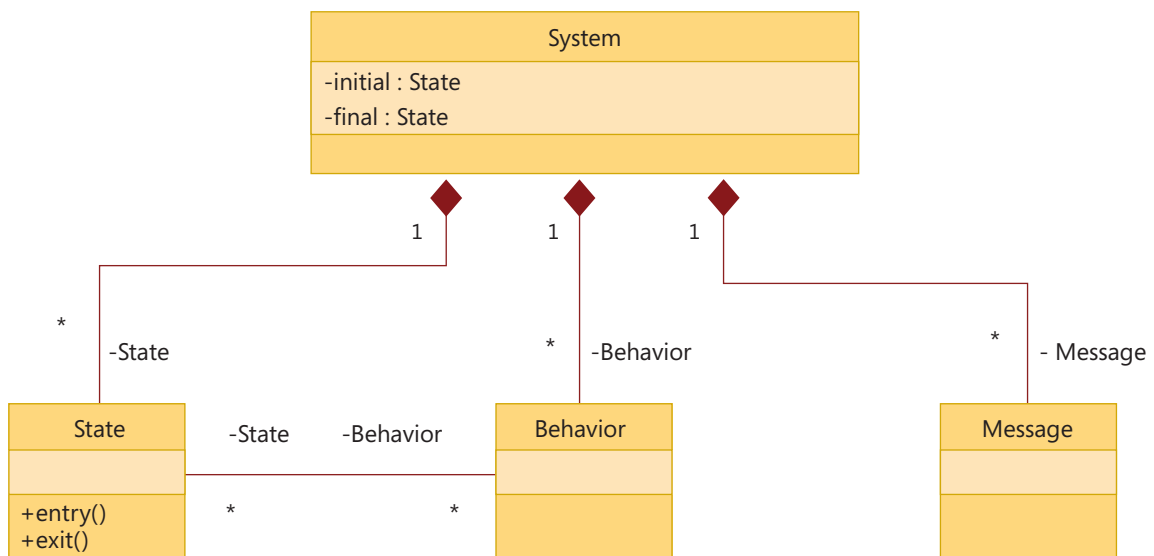 System
-initial : State
-final : State
1
1
1
*
-State
*
-Behavior
*
- Message
State
-State
-Behavior
Behavior
Message
*
*
+entry()
+exit()